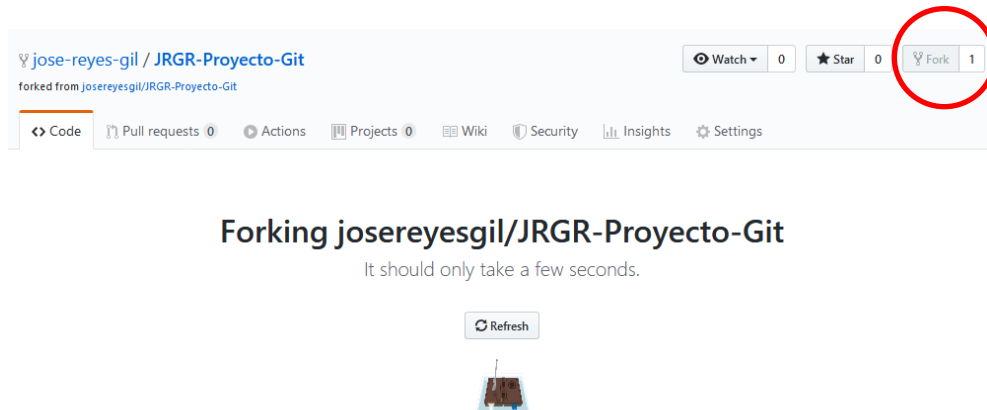 jose-reyes-gil / JRGR-Proyecto-Git Watch 0 Star 0 Fork 1
forked from josereyesgil/JRGR-Proyecto-Git
<> Code Pull requests 0 Actions Projects 0 Wiki Security Insights Settings
Forking josereyesgil/JRGR-Proyecto-Git
It should only take a few seconds.
Refresh